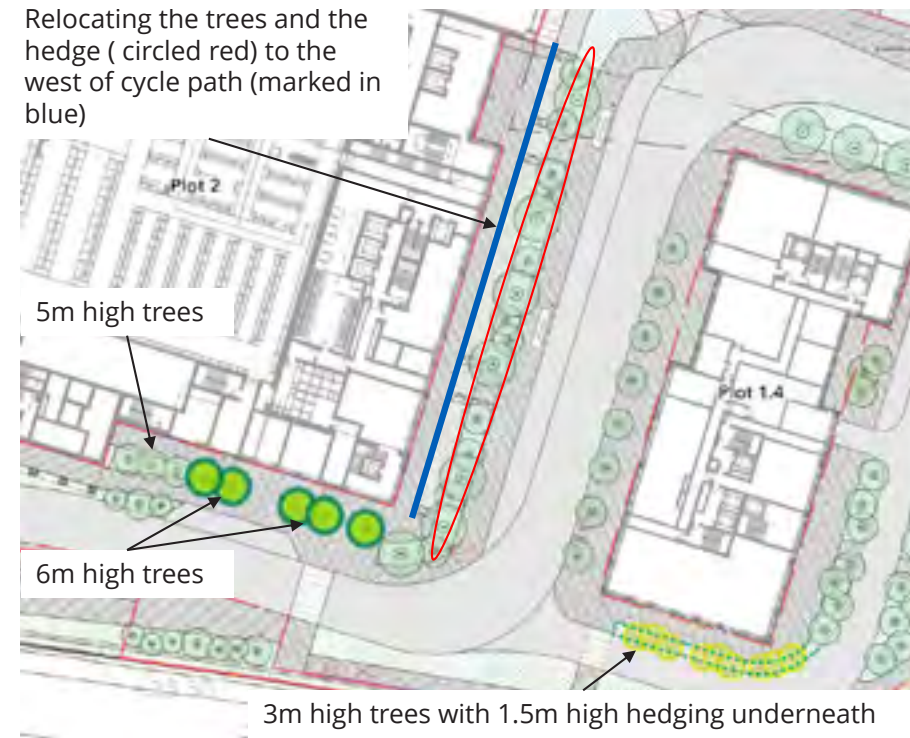 Relocating the trees and the
hedge ( circled red) to the
west of cycle path (marked in
blue)
Plot 2
5m high trees
Plot 1.4
6m high trees
3m high trees with 1.5m high hedging underneath